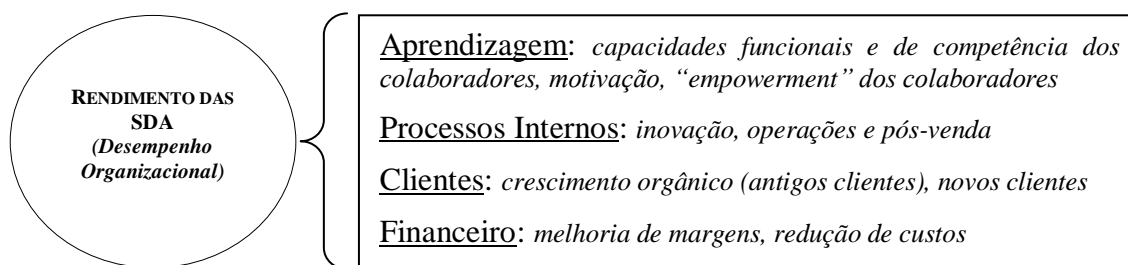 RENDIMENTO DAS
SDA
(Desempenho
Organizacional)
Aprendizagem: capacidades funcionais e de competência dos
colaboradores, motivação, “empowerment” dos colaboradores
Processos Internos: inovação, operações e pós-venda
Clientes: crescimento orgânico (antigos clientes), novos clientes
Financeiro: melhoria de margens, redução de custos